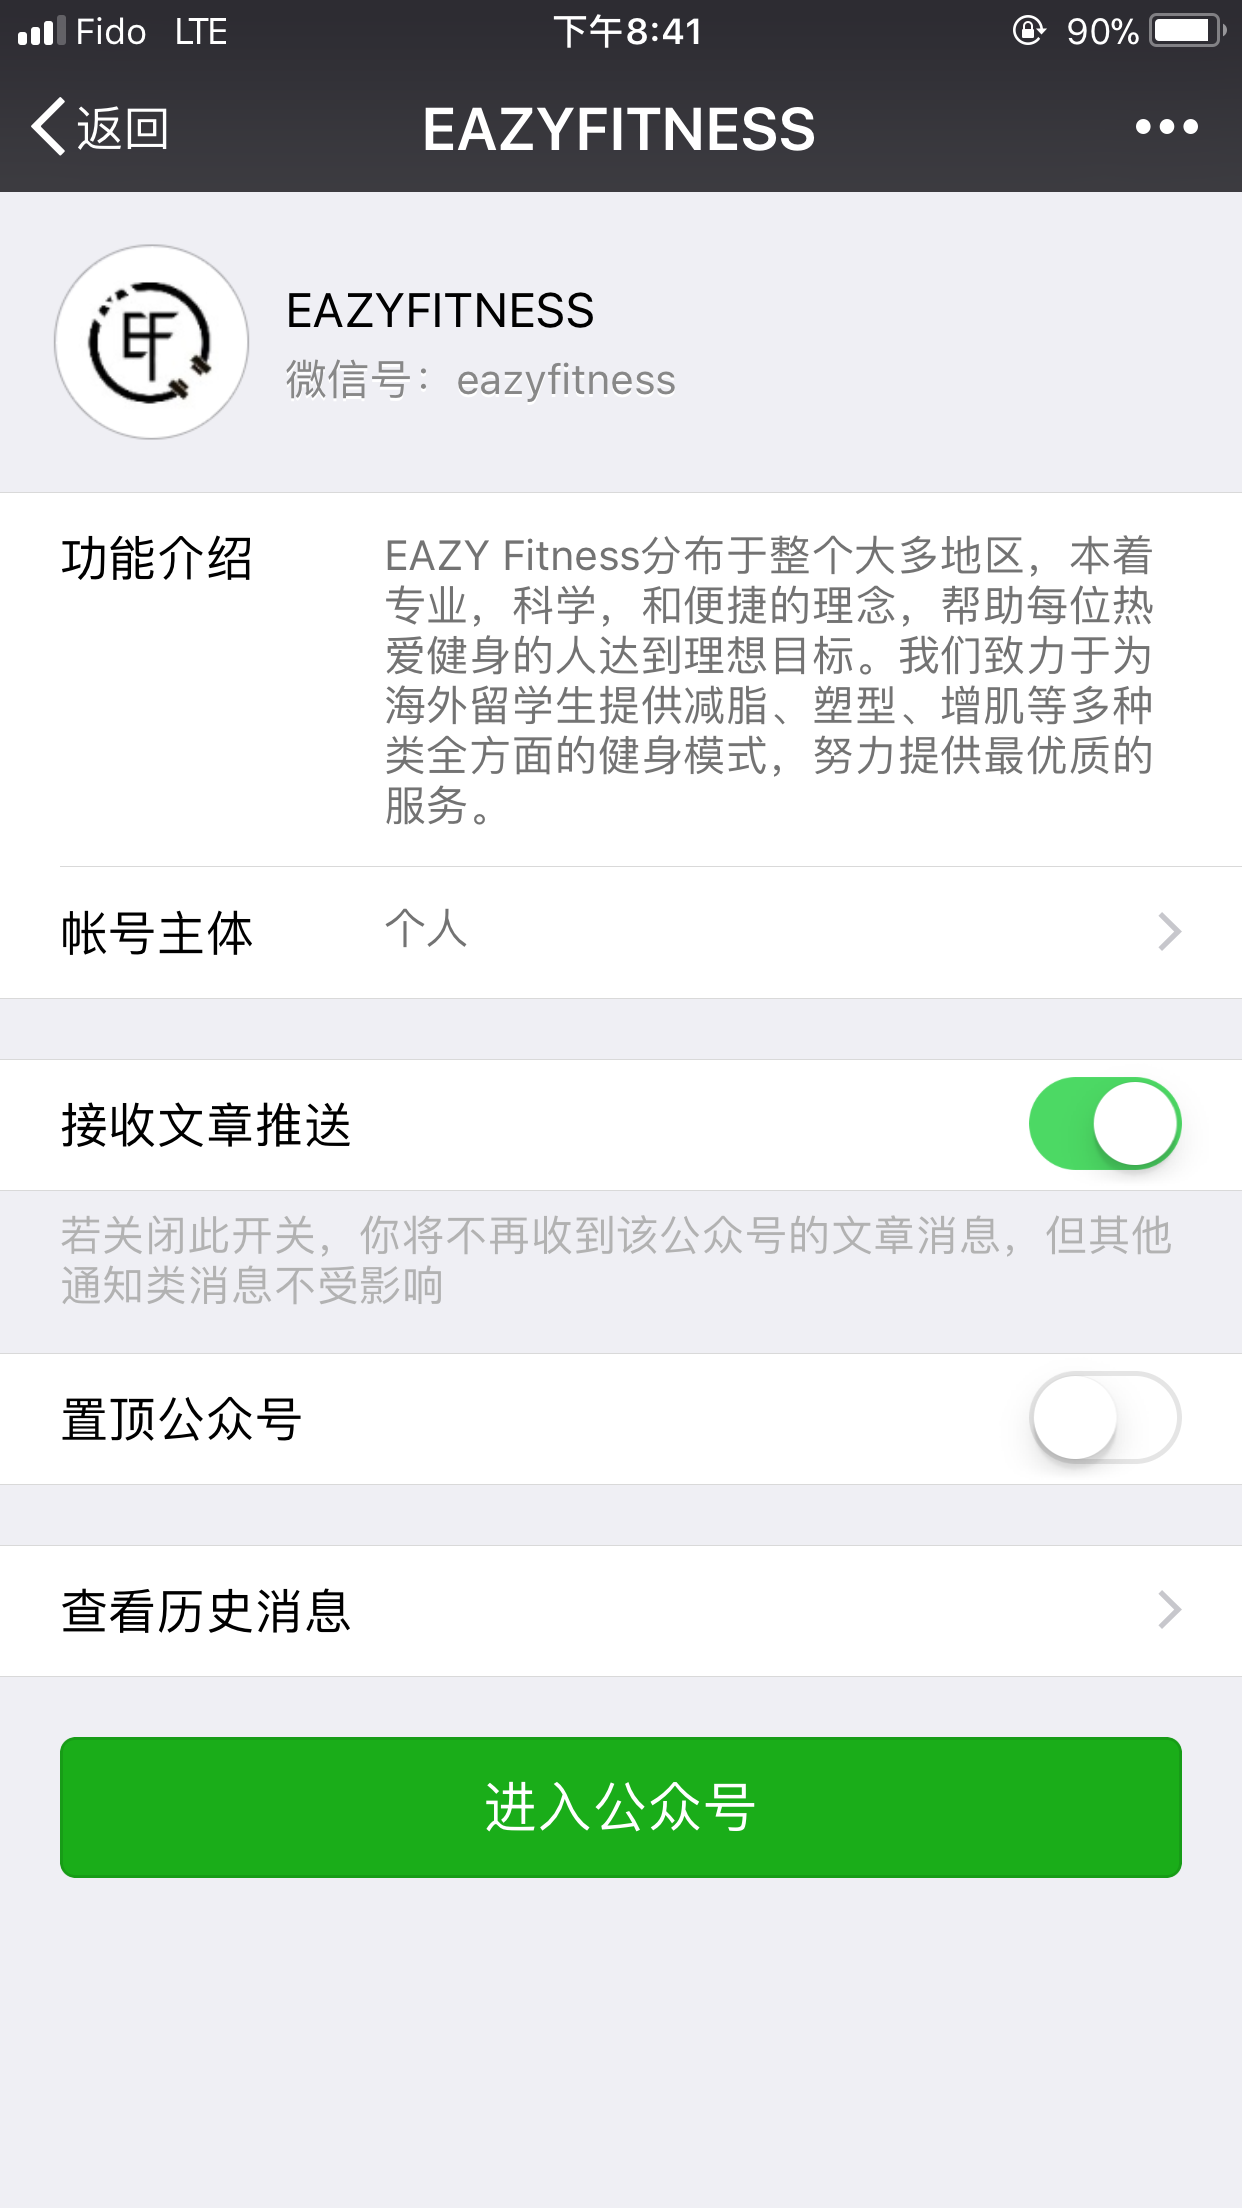 Fido LTE 下午8:41 90%
返回 EAZYFITNESS
EF
EAZYFITNESS
微信号： eazyfitness
功能介绍
EAZY Fitness分布于整个大多地区，本着
专业，科学，和便捷的理念，帮助每位热
爱健身的人达到理想目标。我们致力于为
海外留学生提供减脂、塑型、增肌等多种
类全方面的健身模式，努力提供最优质的
服务。
帐号主体 个人
接收文章推送
若关闭此开关，你将不再收到该公众号的文章消息，但其他
通知类消息不受影响
置顶公众号
查看历史消息
进入公众号